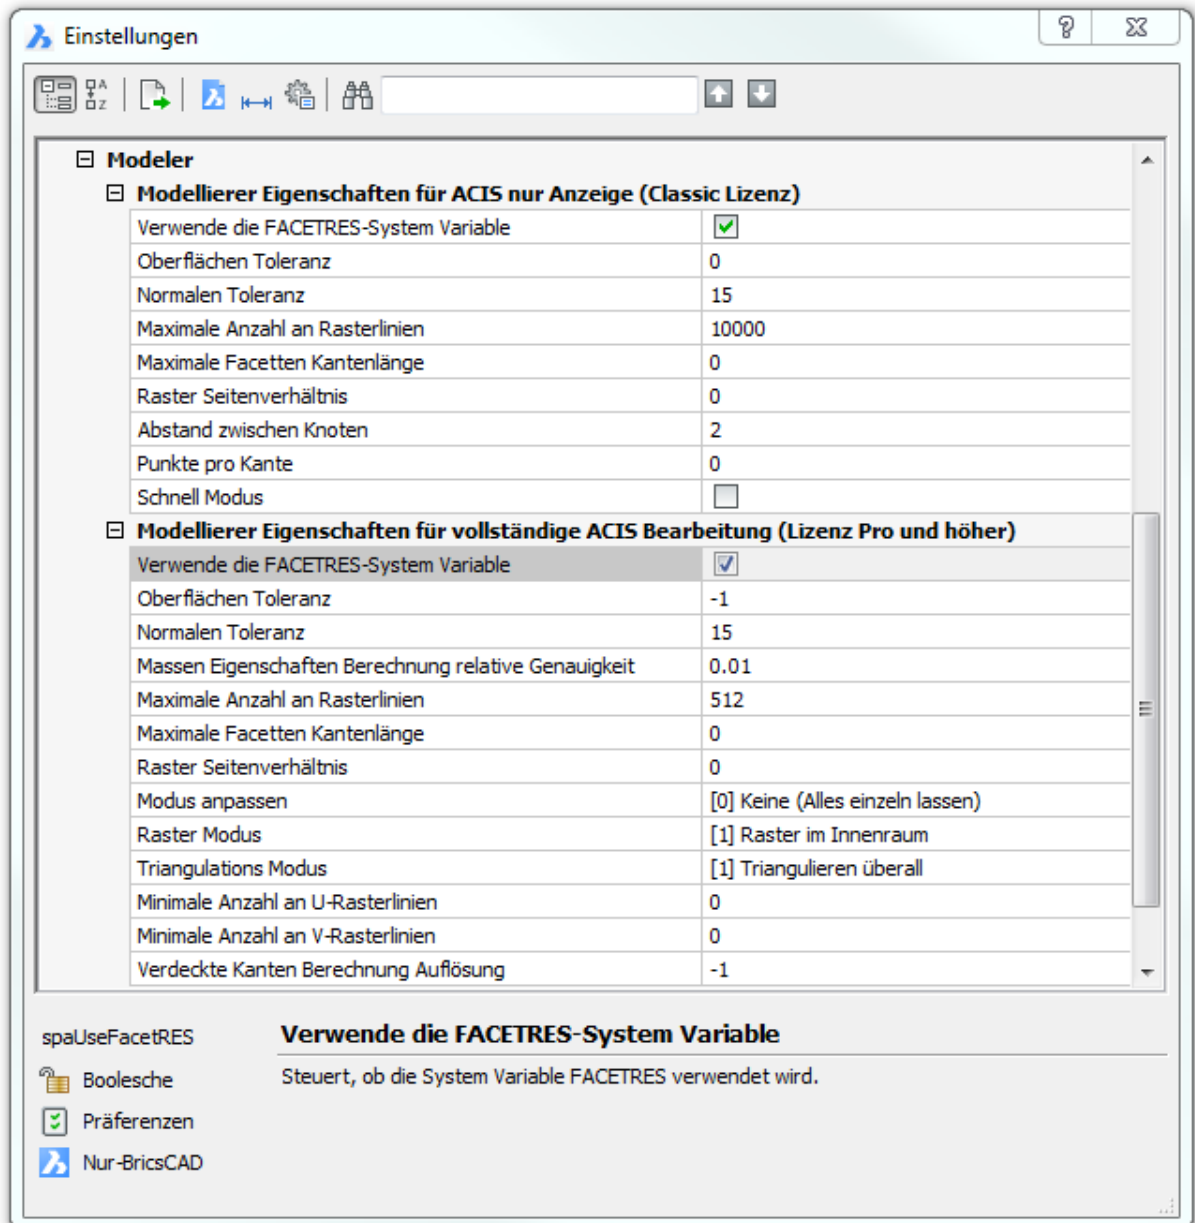 Einstellungen
Modeler
Modellierer Eigenschaften für ACIS nur Anzeige (Classic Lizenz)
Verwende die FACETRES-System Variable
Oberflächen Toleranz 0
Normalen Toleranz 15
Maximale Anzahl an Rasterlinien 10000
Maximale Facetten Kantenlänge 0
Raster Seitenverhältnis 0
Abstand zwischen Knoten 2
Punkte pro Kante 0
Schnell Modus
Modellierer Eigenschaften für vollständige ACIS Bearbeitung (Lizenz Pro und höher)
Verwende die FACETRES-System Variable
Oberflächen Toleranz -1
Normalen Toleranz 15
Massen Eigenschaften Berechnung relative Genauigkeit 0.01
Maximale Anzahl an Rasterlinien 512
Maximale Facetten Kantenlänge 0
Raster Seitenverhältnis 0
Modus anpassen [0] Keine (Alles einzeln lassen)
Raster Modus [1] Raster im Innenraum
Triangulations Modus [1] Triangulieren überall
Minimale Anzahl an U-Rasterlinien 0
Minimale Anzahl an V-Rasterlinien 0
Verdeckte Kanten Berechnung Auflösung -1
spaUseFacetRES Verwende die FACETRES-System Variable
Boolesche Steuert, ob die System Variable FACETRES verwendet wird.
Präferenzen
Nur-BricsCAD